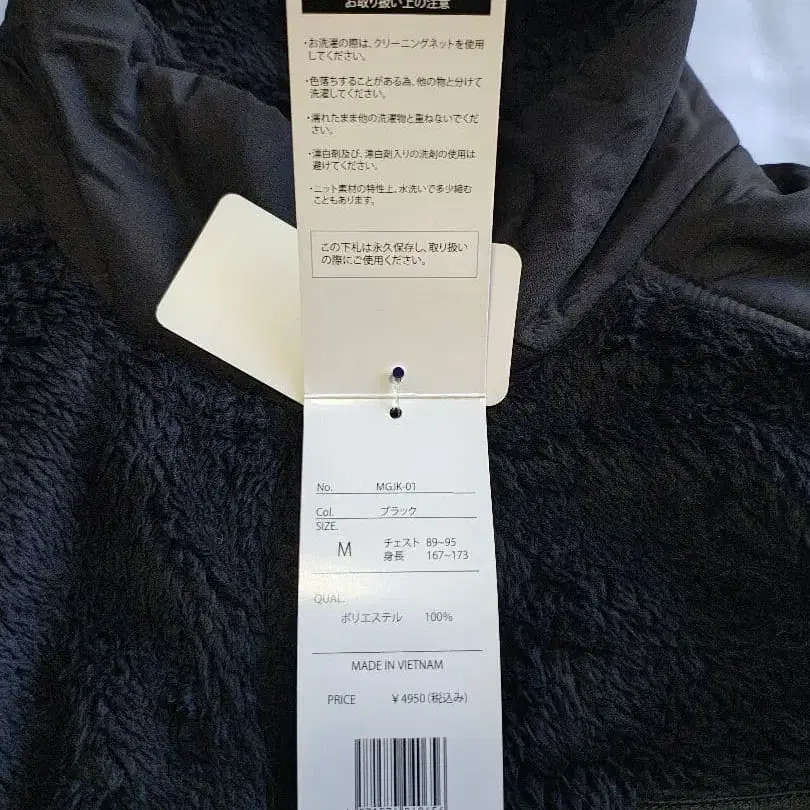 お取り扱い上の注意
・お洗濯の際は、クリーニングネットを使用
してください。
・色落ちすることがある為、他の物と分けて
洗濯してください。
・濡れたまま他の洗濯物と重ねないでくだ
さい。
・漂白剤及び、漂白剤入りの洗剤の使用は
避けてください。
・ニット素材の特性上、水洗いで多少縮む
こともあります。
この下札は永久保存し、取り扱い
の際にご使用ください。
No. MGJK-01
Col. ブラック
SIZE.
M チェスト 89~95
身長 167~173
QUAL.
ポリエステル 100%
MADE IN VIETNAM
PRICE ¥4950(税込み)